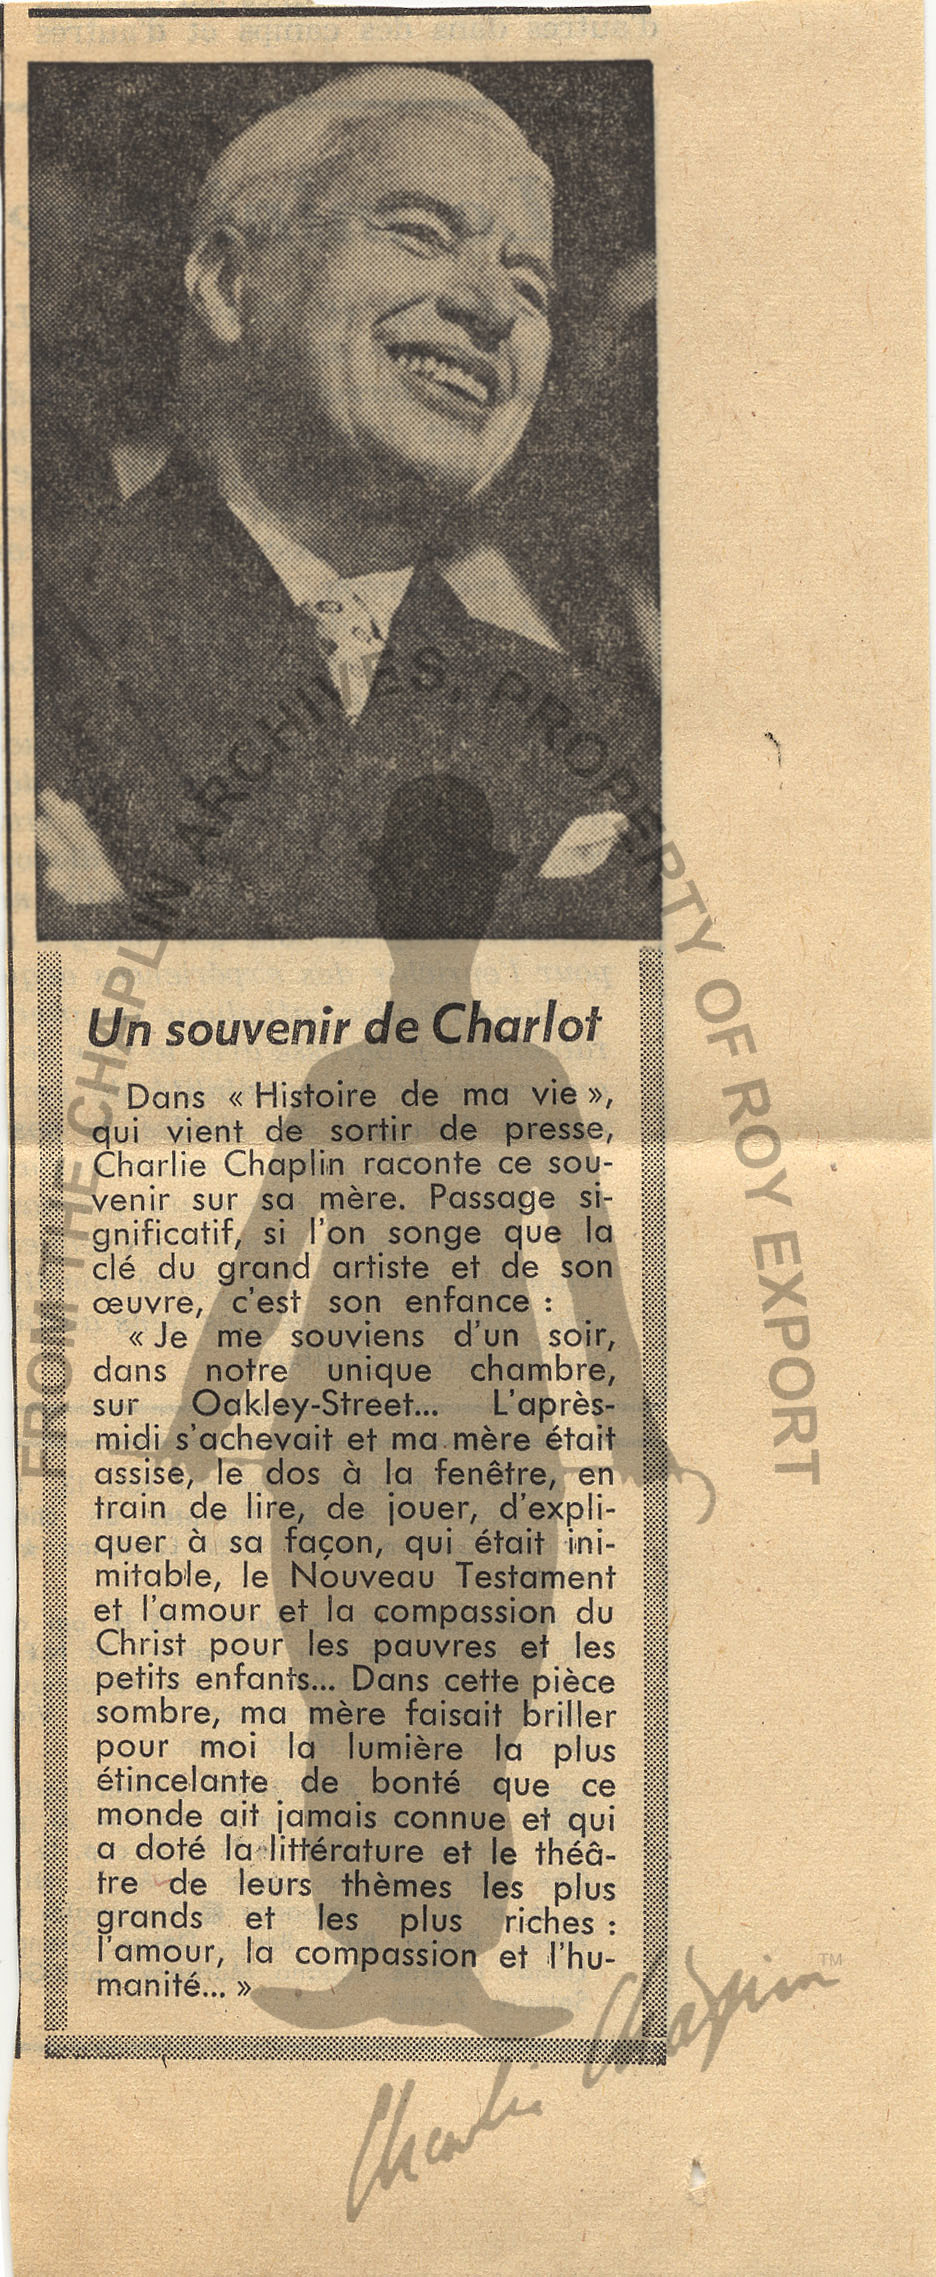 Un souvenir de Charlot
Dans « Histoire de ma vie »,
qui vient de sortir de presse,
Charlie Chaplin raconte ce sou-
venir sur sa mère. Passage si-
gnificatif, si l'on songe que la
clé du grand artiste et de son
œuvre, c'est son enfance :
« Je me souviens d'un soir,
dans notre unique chambre,
sur Oakley-Street... L'après-
midi s'achevait et ma mère était
assise, le dos à la fenêtre, en
train de lire, de jouer, d'expli-
quer à sa façon, qui était ini-
mitable, le Nouveau Testament
et l'amour et la compassion du
Christ pour les pauvres et les
petits enfants... Dans cette pièce
sombre, ma mère faisait briller
pour moi la lumière la plus
étincelante de bonté que ce
monde ait jamais connue et qui
a doté la littérature et le théâ-
tre de leurs thèmes les plus
grands et les plus riches :
l'amour, la compassion et l'hu-
manité... »
FROM THE CHAPLIN ARCHIVES, PROPERTY OF ROY EXPORT
Charlie Chaplin TM